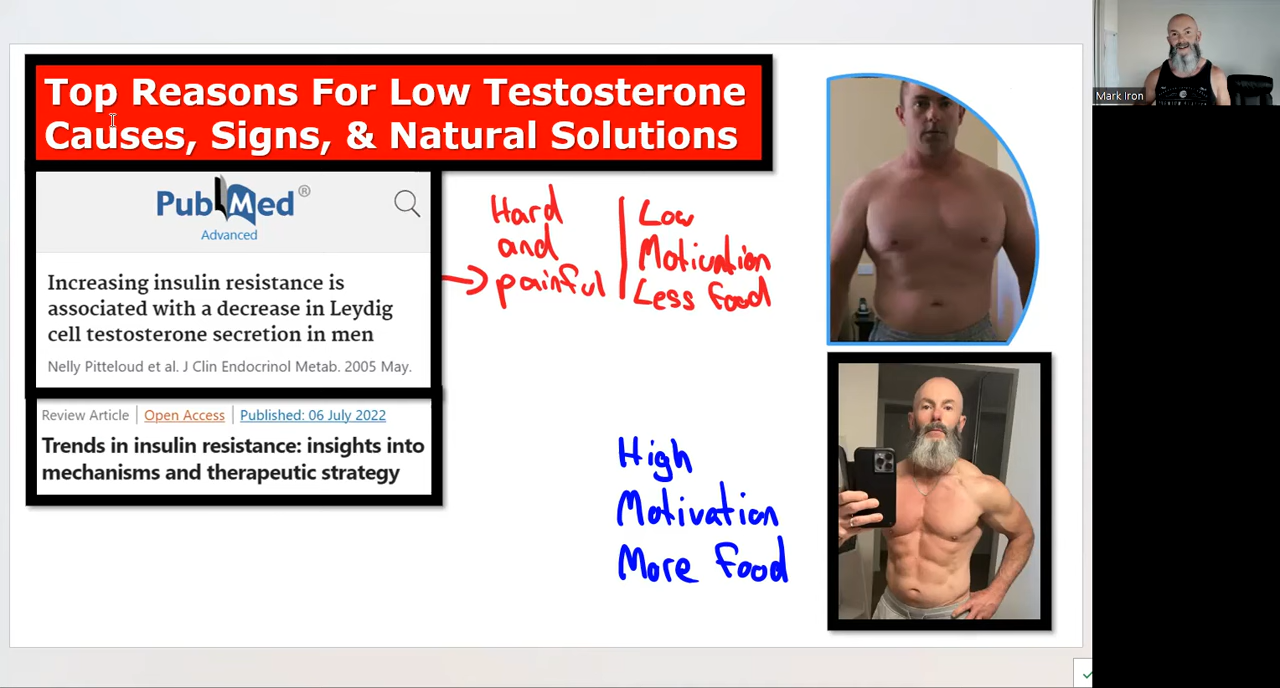 Top Reasons For Low Testosterone
Causes, Signs, & Natural Solutions
PubMed®
Advanced
Increasing insulin resistance is
associated with a decrease in Leydig
cell testosterone secretion in men
Nelly Pitteloud et al. J Clin Endocrinol Metab. 2005 May.
Review Article | Open Access | Published: 06 July 2022
Trends in insulin resistance: insights into
mechanisms and therapeutic strategy
Hard
and
painful
Low
Motivation
Less food
High
Motivation
More food
Mark Iron